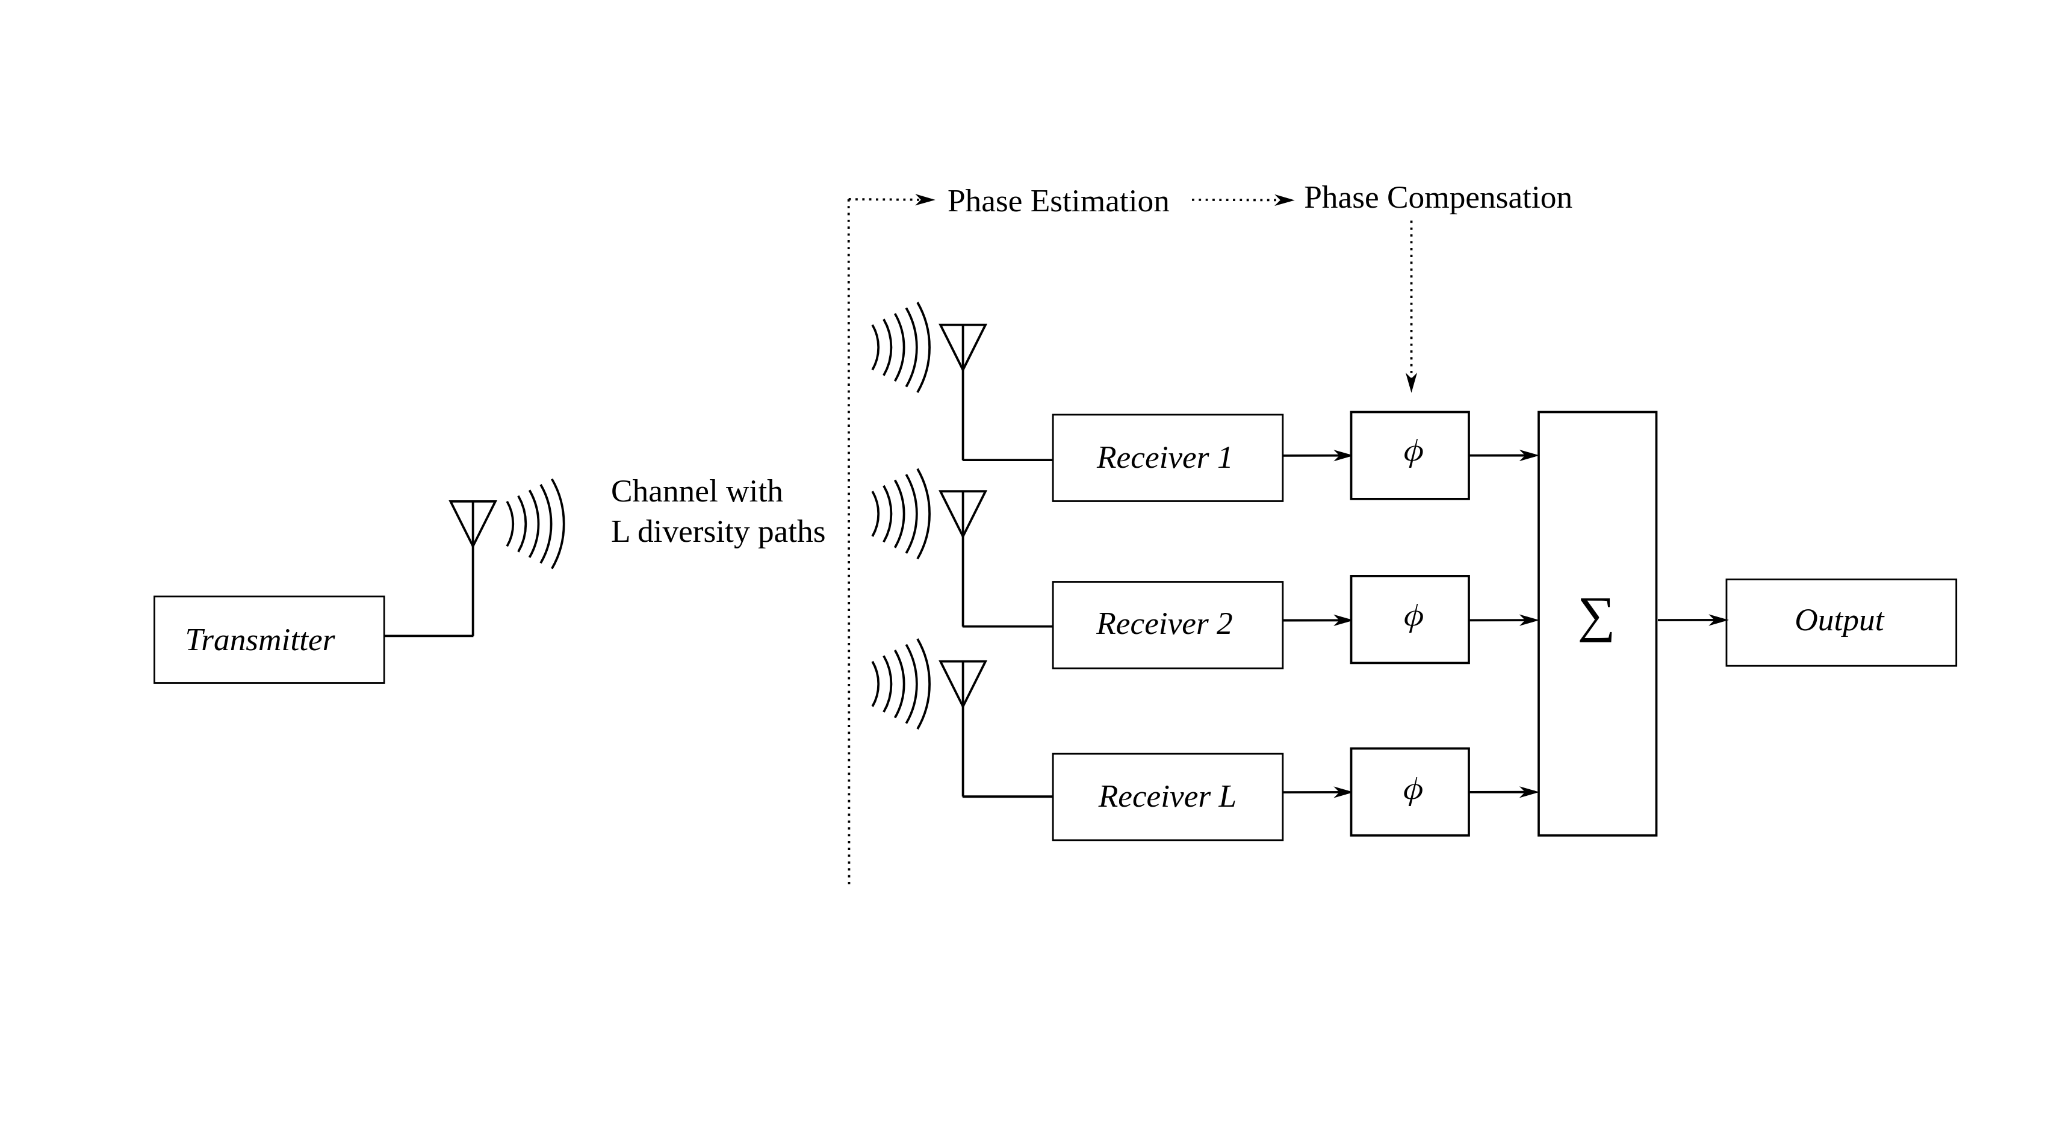 Phase Estimation
Phase Compensation
Channel with
L diversity paths
Transmitter
Receiver 1
ϕ
Receiver 2
ϕ
Receiver L
ϕ
Σ
Output